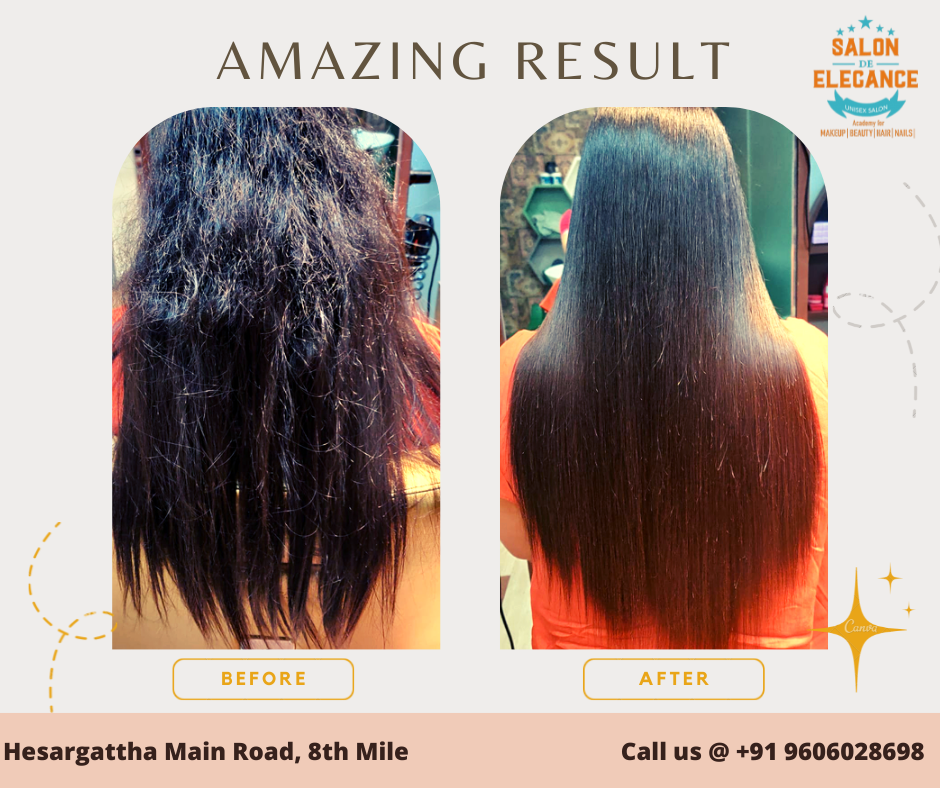 AMAZING RESULT
SALON
DE
ELEGANCE
UNISEX SALON
Academy for
MAKEUP | BEAUTY | HAIR | NAILS |
BEFORE
AFTER
Canva
Hesargattha Main Road, 8th Mile
Call us @ +91 9606028698